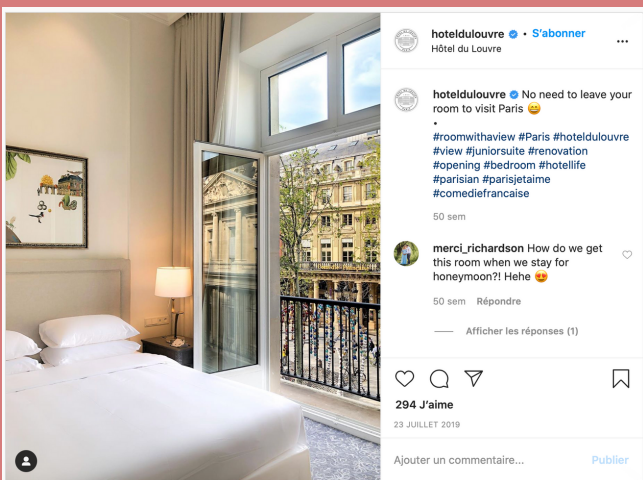 hoteldulouvre • S'abonner
Hôtel du Louvre
...
hoteldulouvre No need to leave your
room to visit Paris 😄
•
#roomwithaview #Paris #hoteldulouvre
#view #juniorsuite #renovation
#opening #bedroom #hotellife
#parisian #parisjetaime
#comediefrancaise
50 sem
merci_richardson How do we get
this room when we stay for
honeymoon?! Hehe 😍
50 sem Répondre
Afficher les réponses (1)
294 J'aime
23 JUILLET 2019
Ajouter un commentaire... Publier